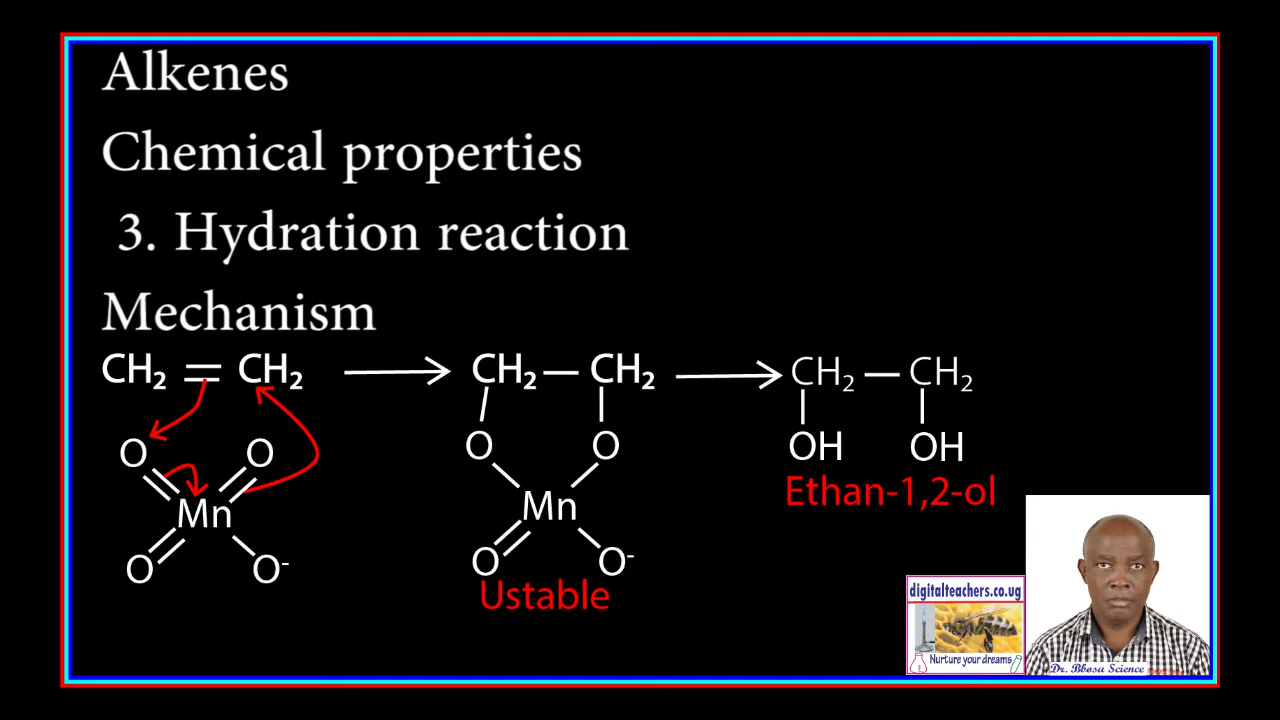 Alkenes
Chemical properties
3. Hydration reaction
Mechanism
CH₂ = CH₂ → CH₂ — CH₂ → CH₂ — CH₂
O O O O OH OH
Ethan-1,2-ol
Mn Mn
O O⁻ O O⁻
Ustable
digitalteachers.co.ug
Nurture your dreams
Dr. Bbosa Science